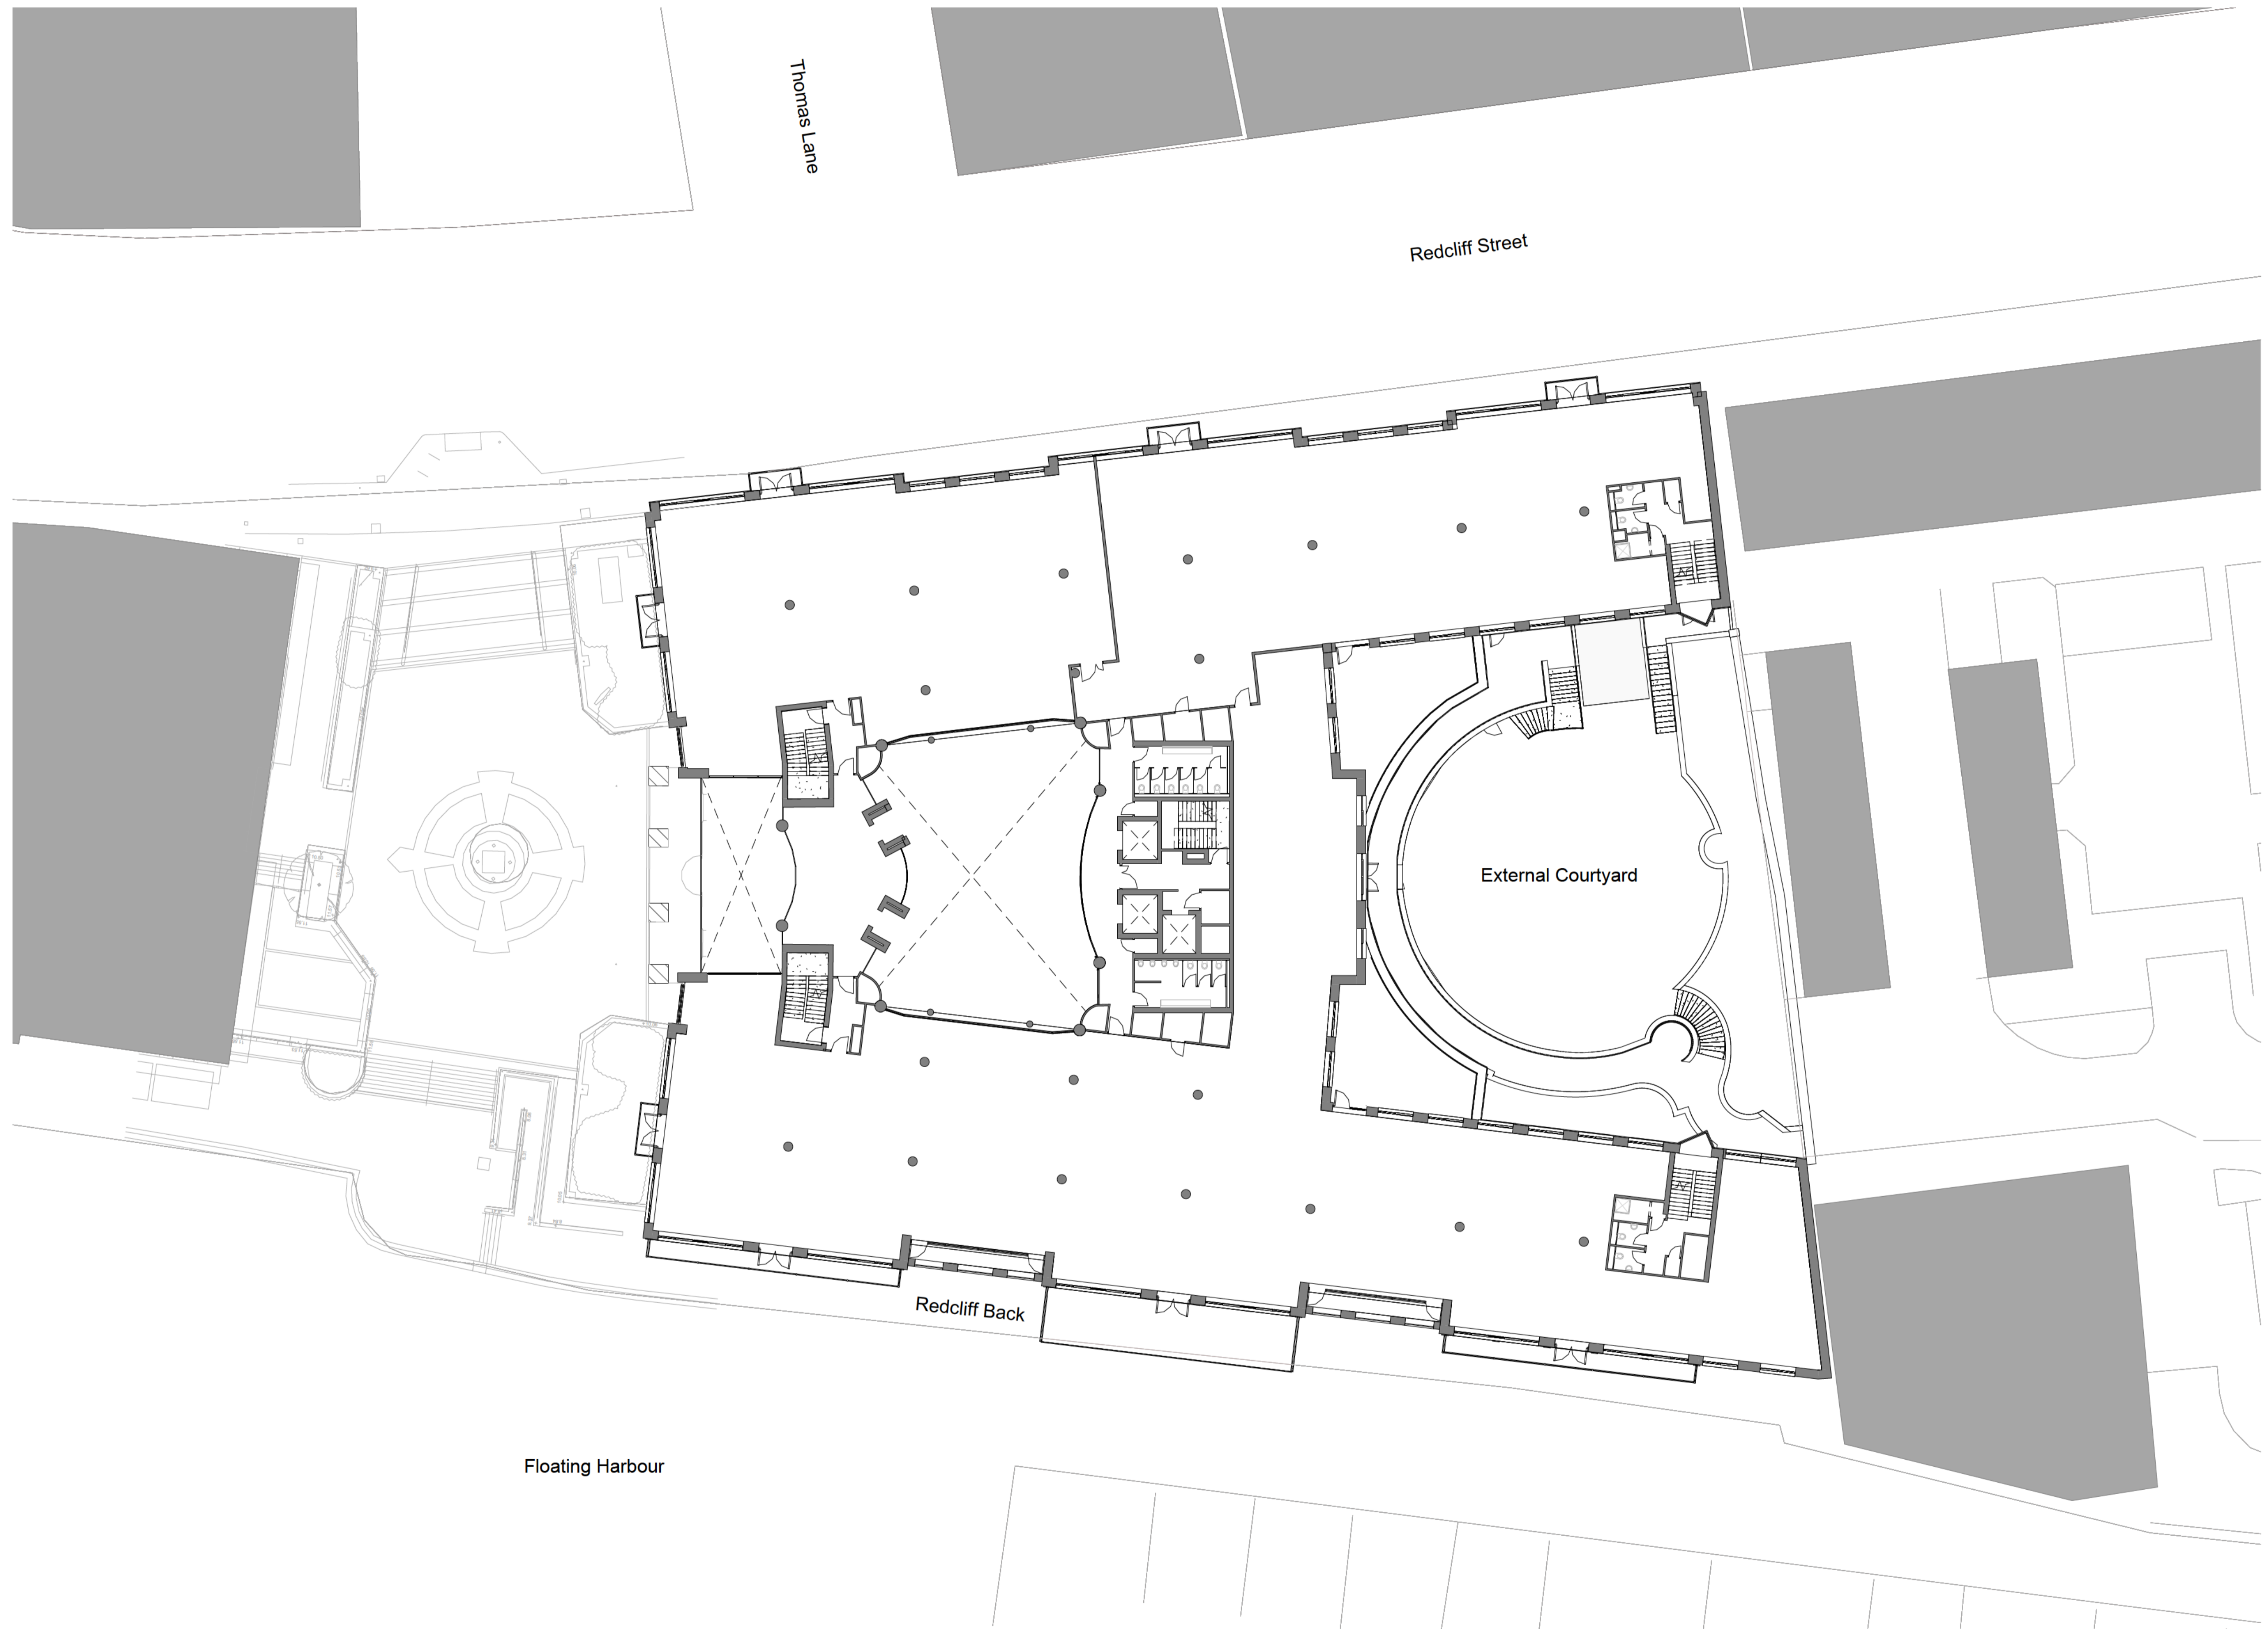 Thomas Lane
Redcliff Street
External Courtyard
Redcliff Back
Floating Harbour